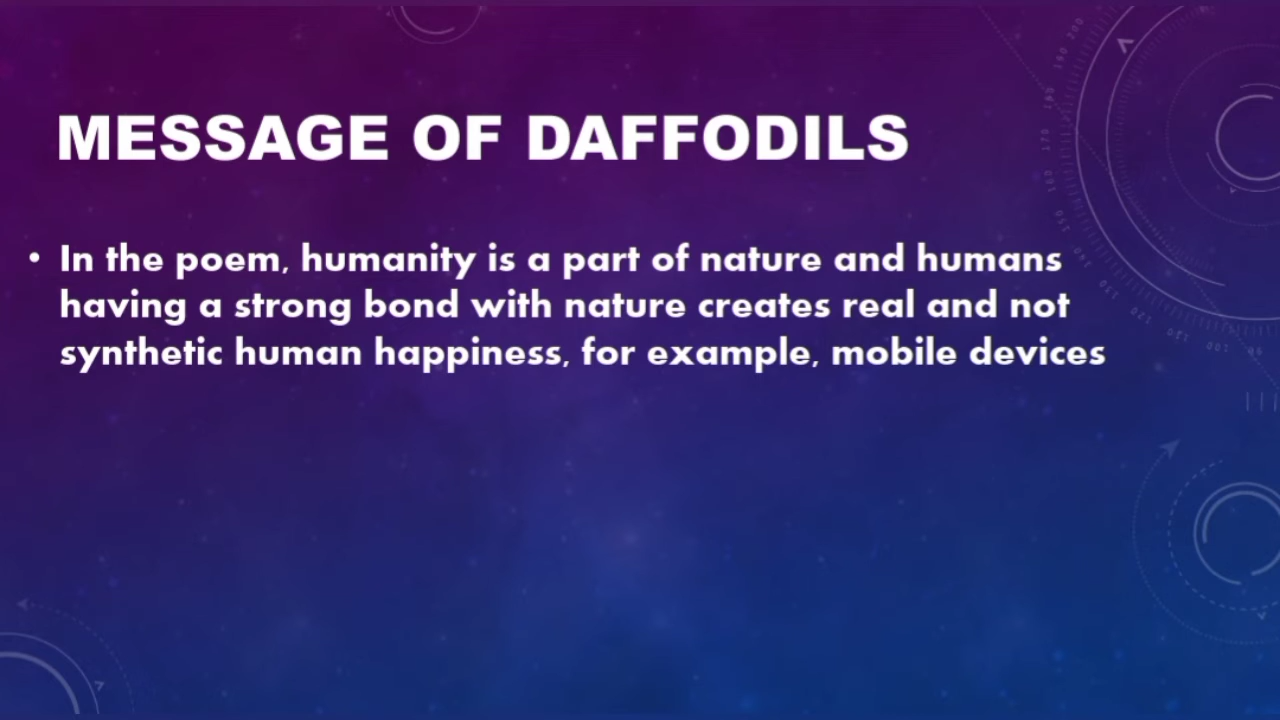 MESSAGE OF DAFFODILS
• In the poem, humanity is a part of nature and humans
having a strong bond with nature creates real and not
synthetic human happiness, for example, mobile devices